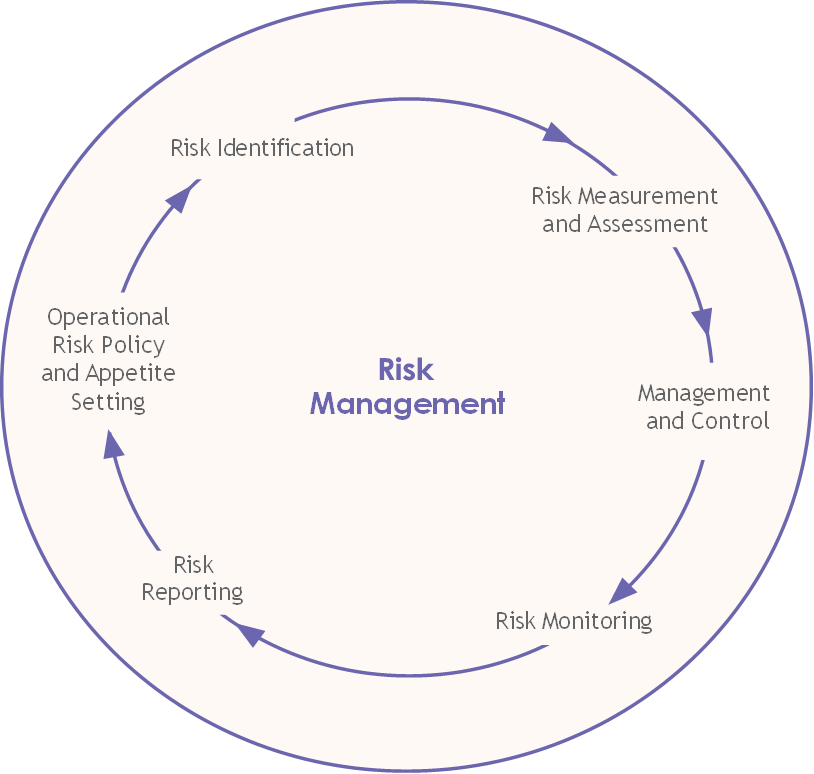 Risk Identification
Risk Measurement
and Assessment
Management
and Control
Risk Monitoring
Risk
Reporting
Operational
Risk Policy
and Appetite
Setting
Risk
Management